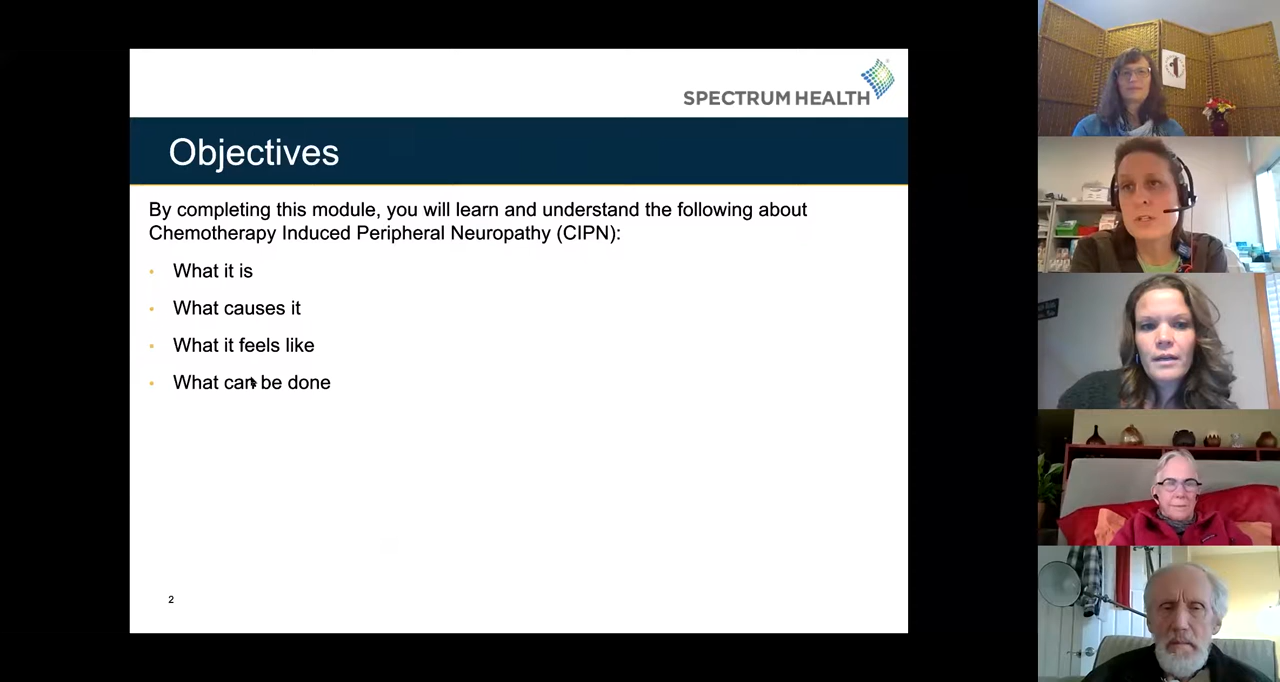 SPECTRUM HEALTH
Objectives
By completing this module, you will learn and understand the following about
Chemotherapy Induced Peripheral Neuropathy (CIPN):
• What it is
• What causes it
• What it feels like
• What can be done
2